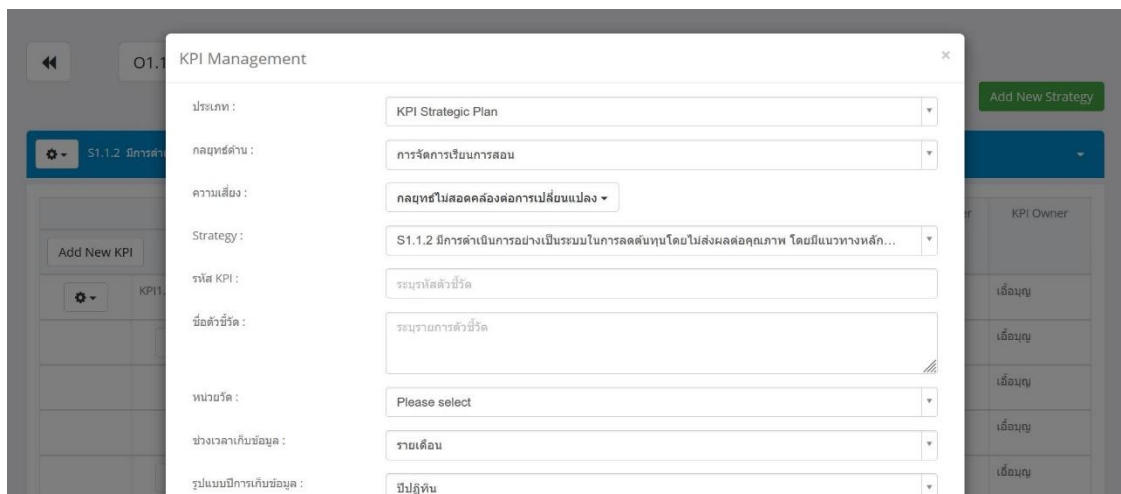 KPI Management
×
O1.1
Add New Strategy
ประเภท :
KPI Strategic Plan
S1.1.2 มีการดำ
กลยุทธ์ด้าน :
การจัดการเรียนการสอน
ความเสี่ยง :
กลยุทธ์ไม่สอดคล้องต่อการเปลี่ยนแปลง
KPI Owner
Strategy :
S1.1.2 มีการดำเนินการอย่างเป็นระบบในการลดต้นทุนโดยไม่ส่งผลต่อคุณภาพ โดยมีแนวทางหลัก...
Add New KPI
รหัส KPI :
ระบุรหัสตัวชี้วัด
KPI1.
เอื้อบุญ
ชื่อตัวชี้วัด :
ระบุรายการตัวชี้วัด
เอื้อบุญ
เอื้อบุญ
หน่วยวัด :
Please select
เอื้อบุญ
ช่วงเวลาเก็บข้อมูล :
รายเดือน
เอื้อบุญ
รูปแบบปีการเก็บข้อมูล :
ปีปฏิทิน